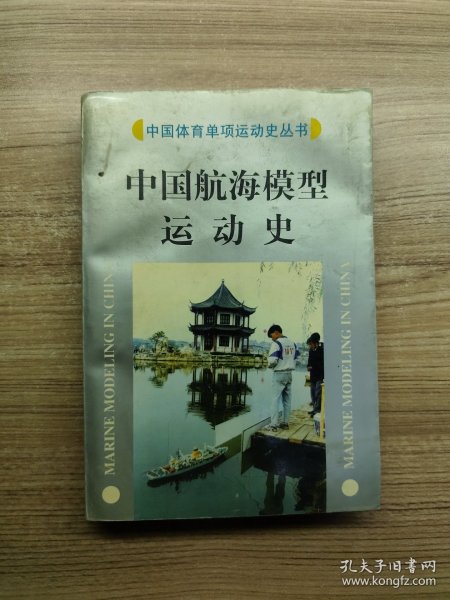 中国体育单项运动史丛书
中国航海模型
运动史
MARINE MODELING IN CHINA
MARINE MODELING IN CHINA
孔夫子旧书网
www.kongfz.com